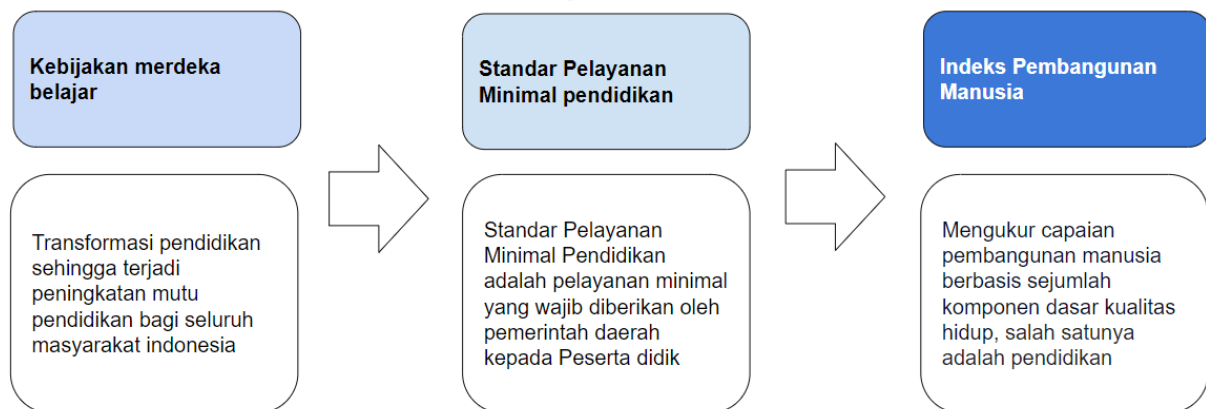 Kebijakan merdeka
belajar
Standar Pelayanan
Minimal pendidikan
Indeks Pembangunan
Manusia
Transformasi pendidikan
sehingga terjadi
peningkatan mutu
pendidikan bagi seluruh
masyarakat indonesia
Standar Pelayanan
Minimal Pendidikan
adalah pelayanan minimal
yang wajib diberikan oleh
pemerintah daerah
kepada Peserta didik
Mengukur capaian
pembangunan manusia
berbasis sejumlah
komponen dasar kualitas
hidup, salah satunya
adalah pendidikan